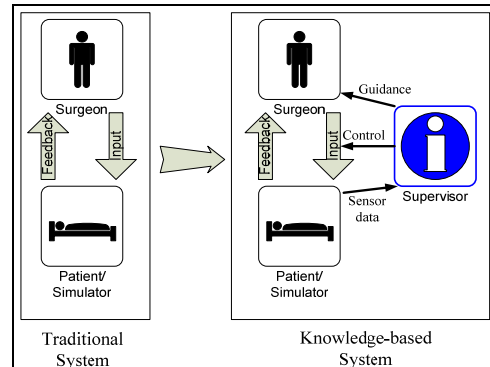 Surgeon
Feedback
Input
Patient/
Simulator
Traditional
System
Surgeon
Guidance
Feedback
Input
Control
i
Sensor
data
Supervisor
Patient/
Simulator
Knowledge-based
System